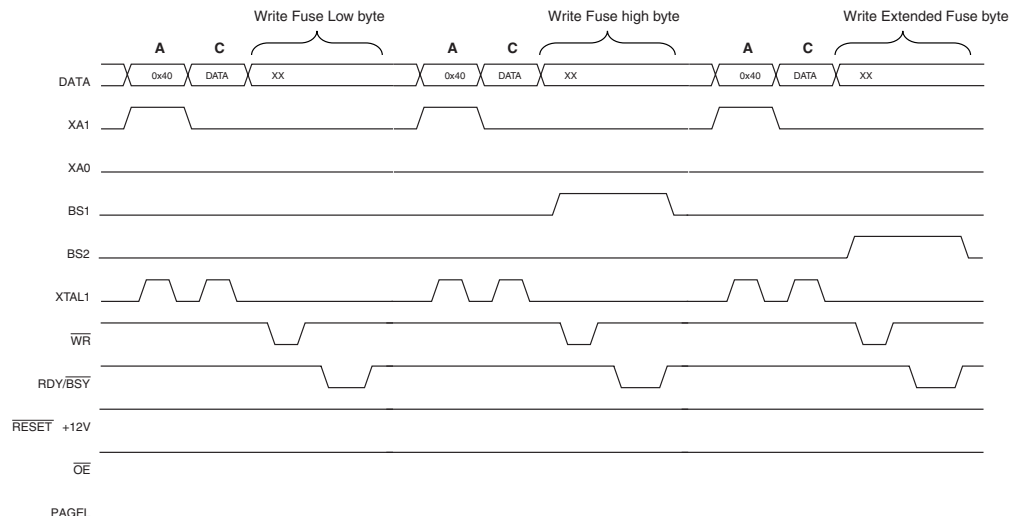 Write Fuse Low byte Write Fuse high byte Write Extended Fuse byte
A C A C A C
DATA 0x40 DATA XX 0x40 DATA XX 0x40 DATA XX
XA1
XA0
BS1
BS2
XTAL1
WR
RDY/BSY
RESET +12V
OE
PAGEL